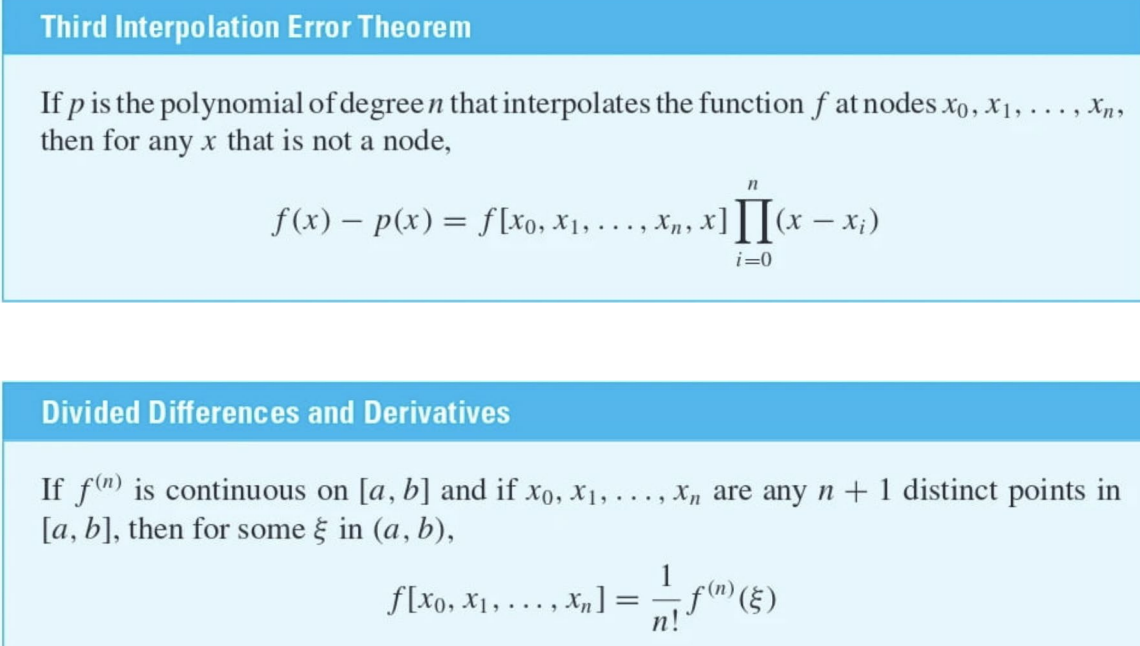 Third Interpolation Error Theorem
If p is the polynomial of degree n that interpolates the function f at nodes x₀, x₁, . . . , xₙ,
then for any x that is not a node,
f(x) − p(x) = f[x₀, x₁, . . . , xₙ, x] ∏ⁿᵢ₌₀ (x − xᵢ)
Divided Differences and Derivatives
If f⁽ⁿ⁾ is continuous on [a, b] and if x₀, x₁, . . . , xₙ are any n + 1 distinct points in
[a, b], then for some ξ in (a, b),
f[x₀, x₁, . . . , xₙ] = 1/n! f⁽ⁿ⁾(ξ)